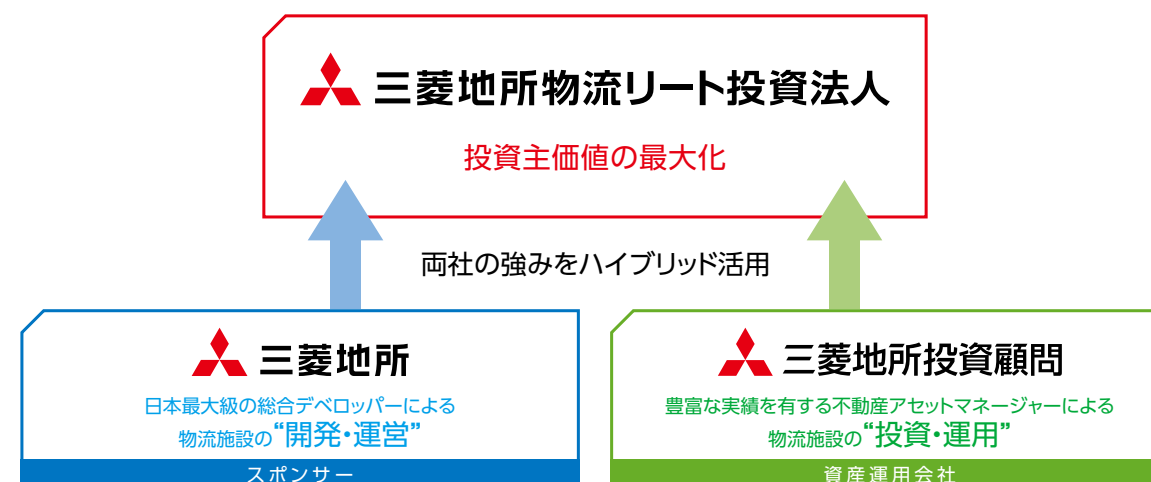 三菱地所物流リート投資法人
投資主価値の最大化
両社の強みをハイブリッド活用
三菱地所
日本最大級の総合デベロッパーによる
物流施設の“開発・運営”
スポンサー
三菱地所投資顧問
豊富な実績を有する不動産アセットマネージャーによる
物流施設の“投資・運用”
資産運用会社